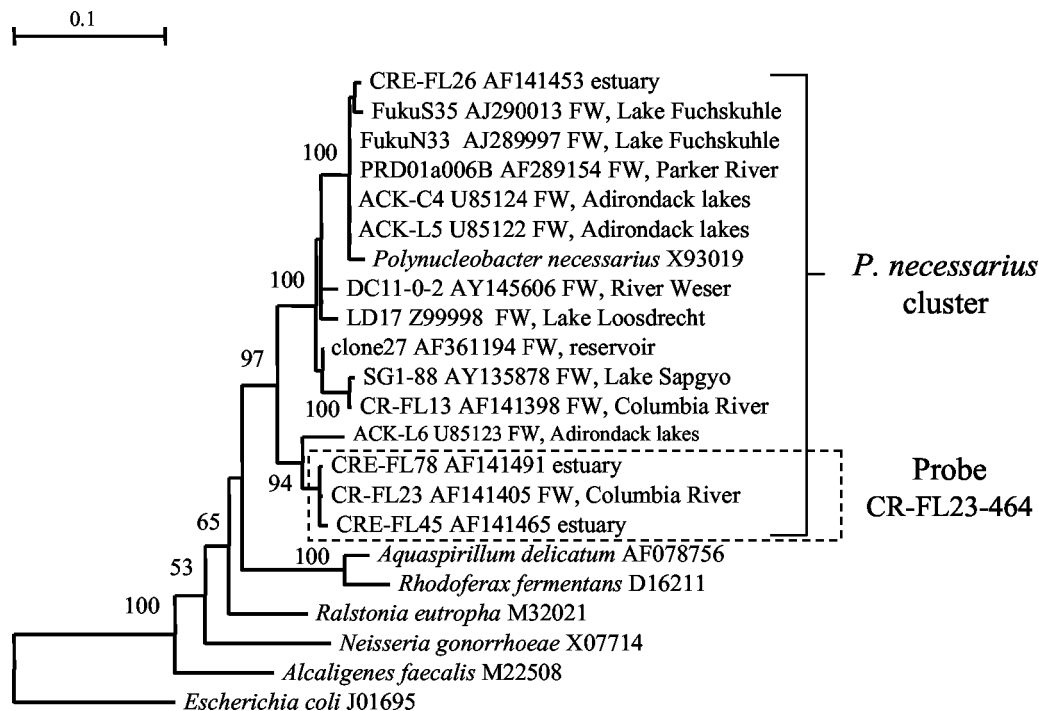 0.1
CRE-FL26 AF141453 estuary
FukuS35 AJ290013 FW, Lake Fuchskuhle
FukuN33 AJ289997 FW, Lake Fuchskuhle
100
PRD01a006B AF289154 FW, Parker River
ACK-C4 U85124 FW, Adirondack lakes
ACK-L5 U85122 FW, Adirondack lakes
Polynucleobacter necessarius X93019
P. necessarius
cluster
100
DC11-0-2 AY145606 FW, River Weser
LD17 Z99998 FW, Lake Loosdrecht
clone27 AF361194 FW, reservoir
97
SG1-88 AY135878 FW, Lake Sapgyo
100
CR-FL13 AF141398 FW, Columbia River
ACK-L6 U85123 FW, Adirondack lakes
CRE-FL78 AF141491 estuary
94
CR-FL23 AF141405 FW, Columbia River
CRE-FL45 AF141465 estuary
Probe
CR-FL23-464
65
100
Aquaspirillum delicatum AF078756
53
Rhodoferax fermentans D16211
100
Ralstonia eutropha M32021
Neisseria gonorrhoeae X07714
Alcaligenes faecalis M22508
Escherichia coli J01695